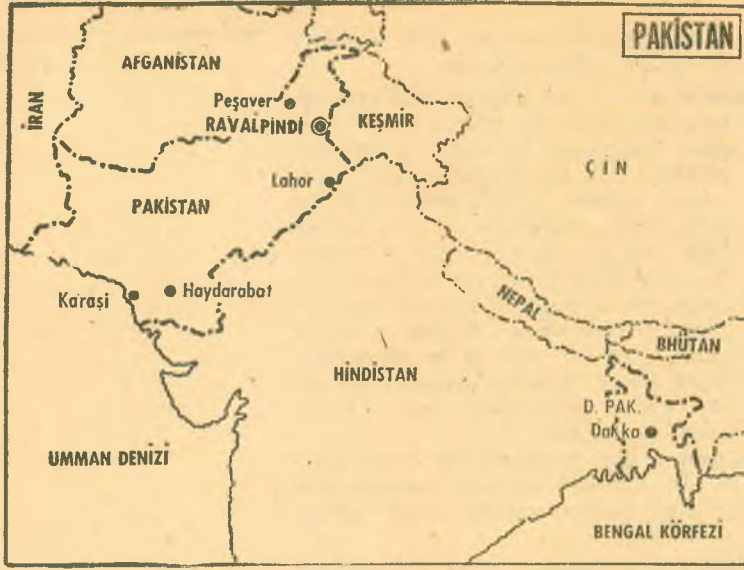 PAKİSTAN
AFGANİSTAN
İRAN
Peşaver
RAVALPİNDİ
KEŞMİR
Lahor
ÇİN
PAKİSTAN
Karaşi
Haydarabat
NEPAL
BHÜTAN
HİNDİSTAN
D. PAK.
Dakka
UMMAN DENİZİ
BENGAL KÖRFEZİ